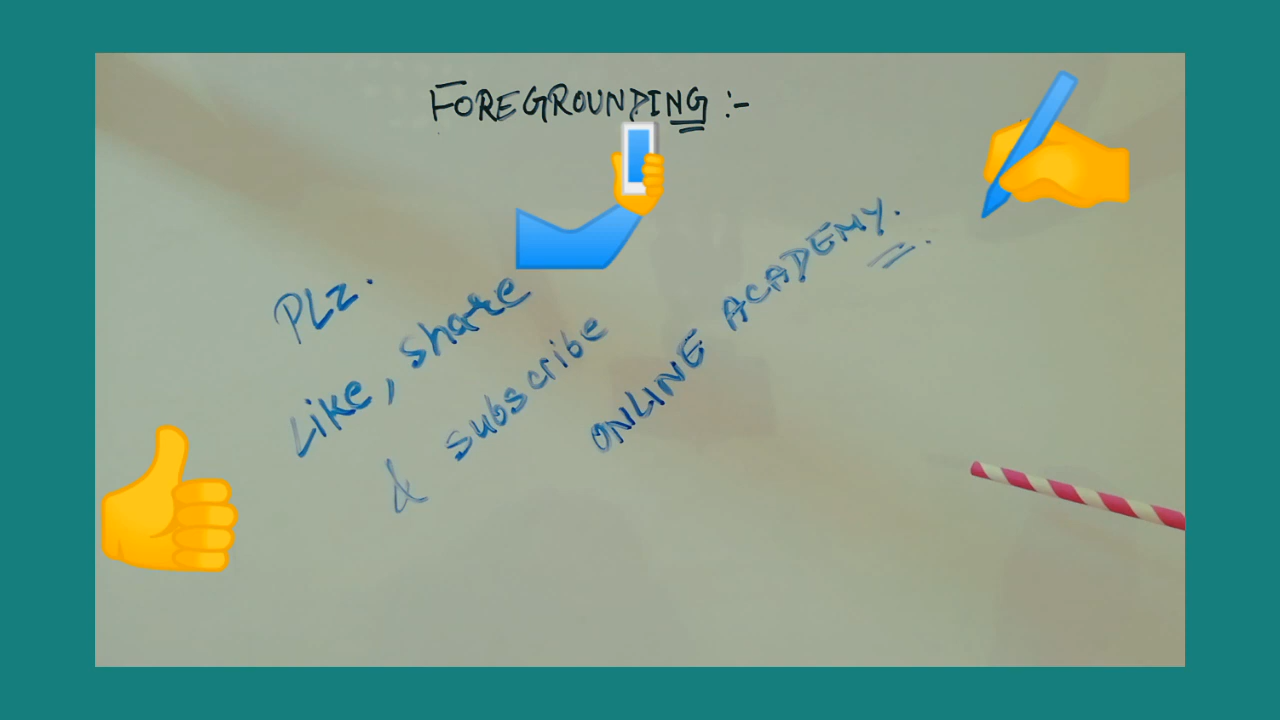 FOREGROUNDING :-
PLZ.
Like, share
& subscribe
ONLINE ACADEMY.